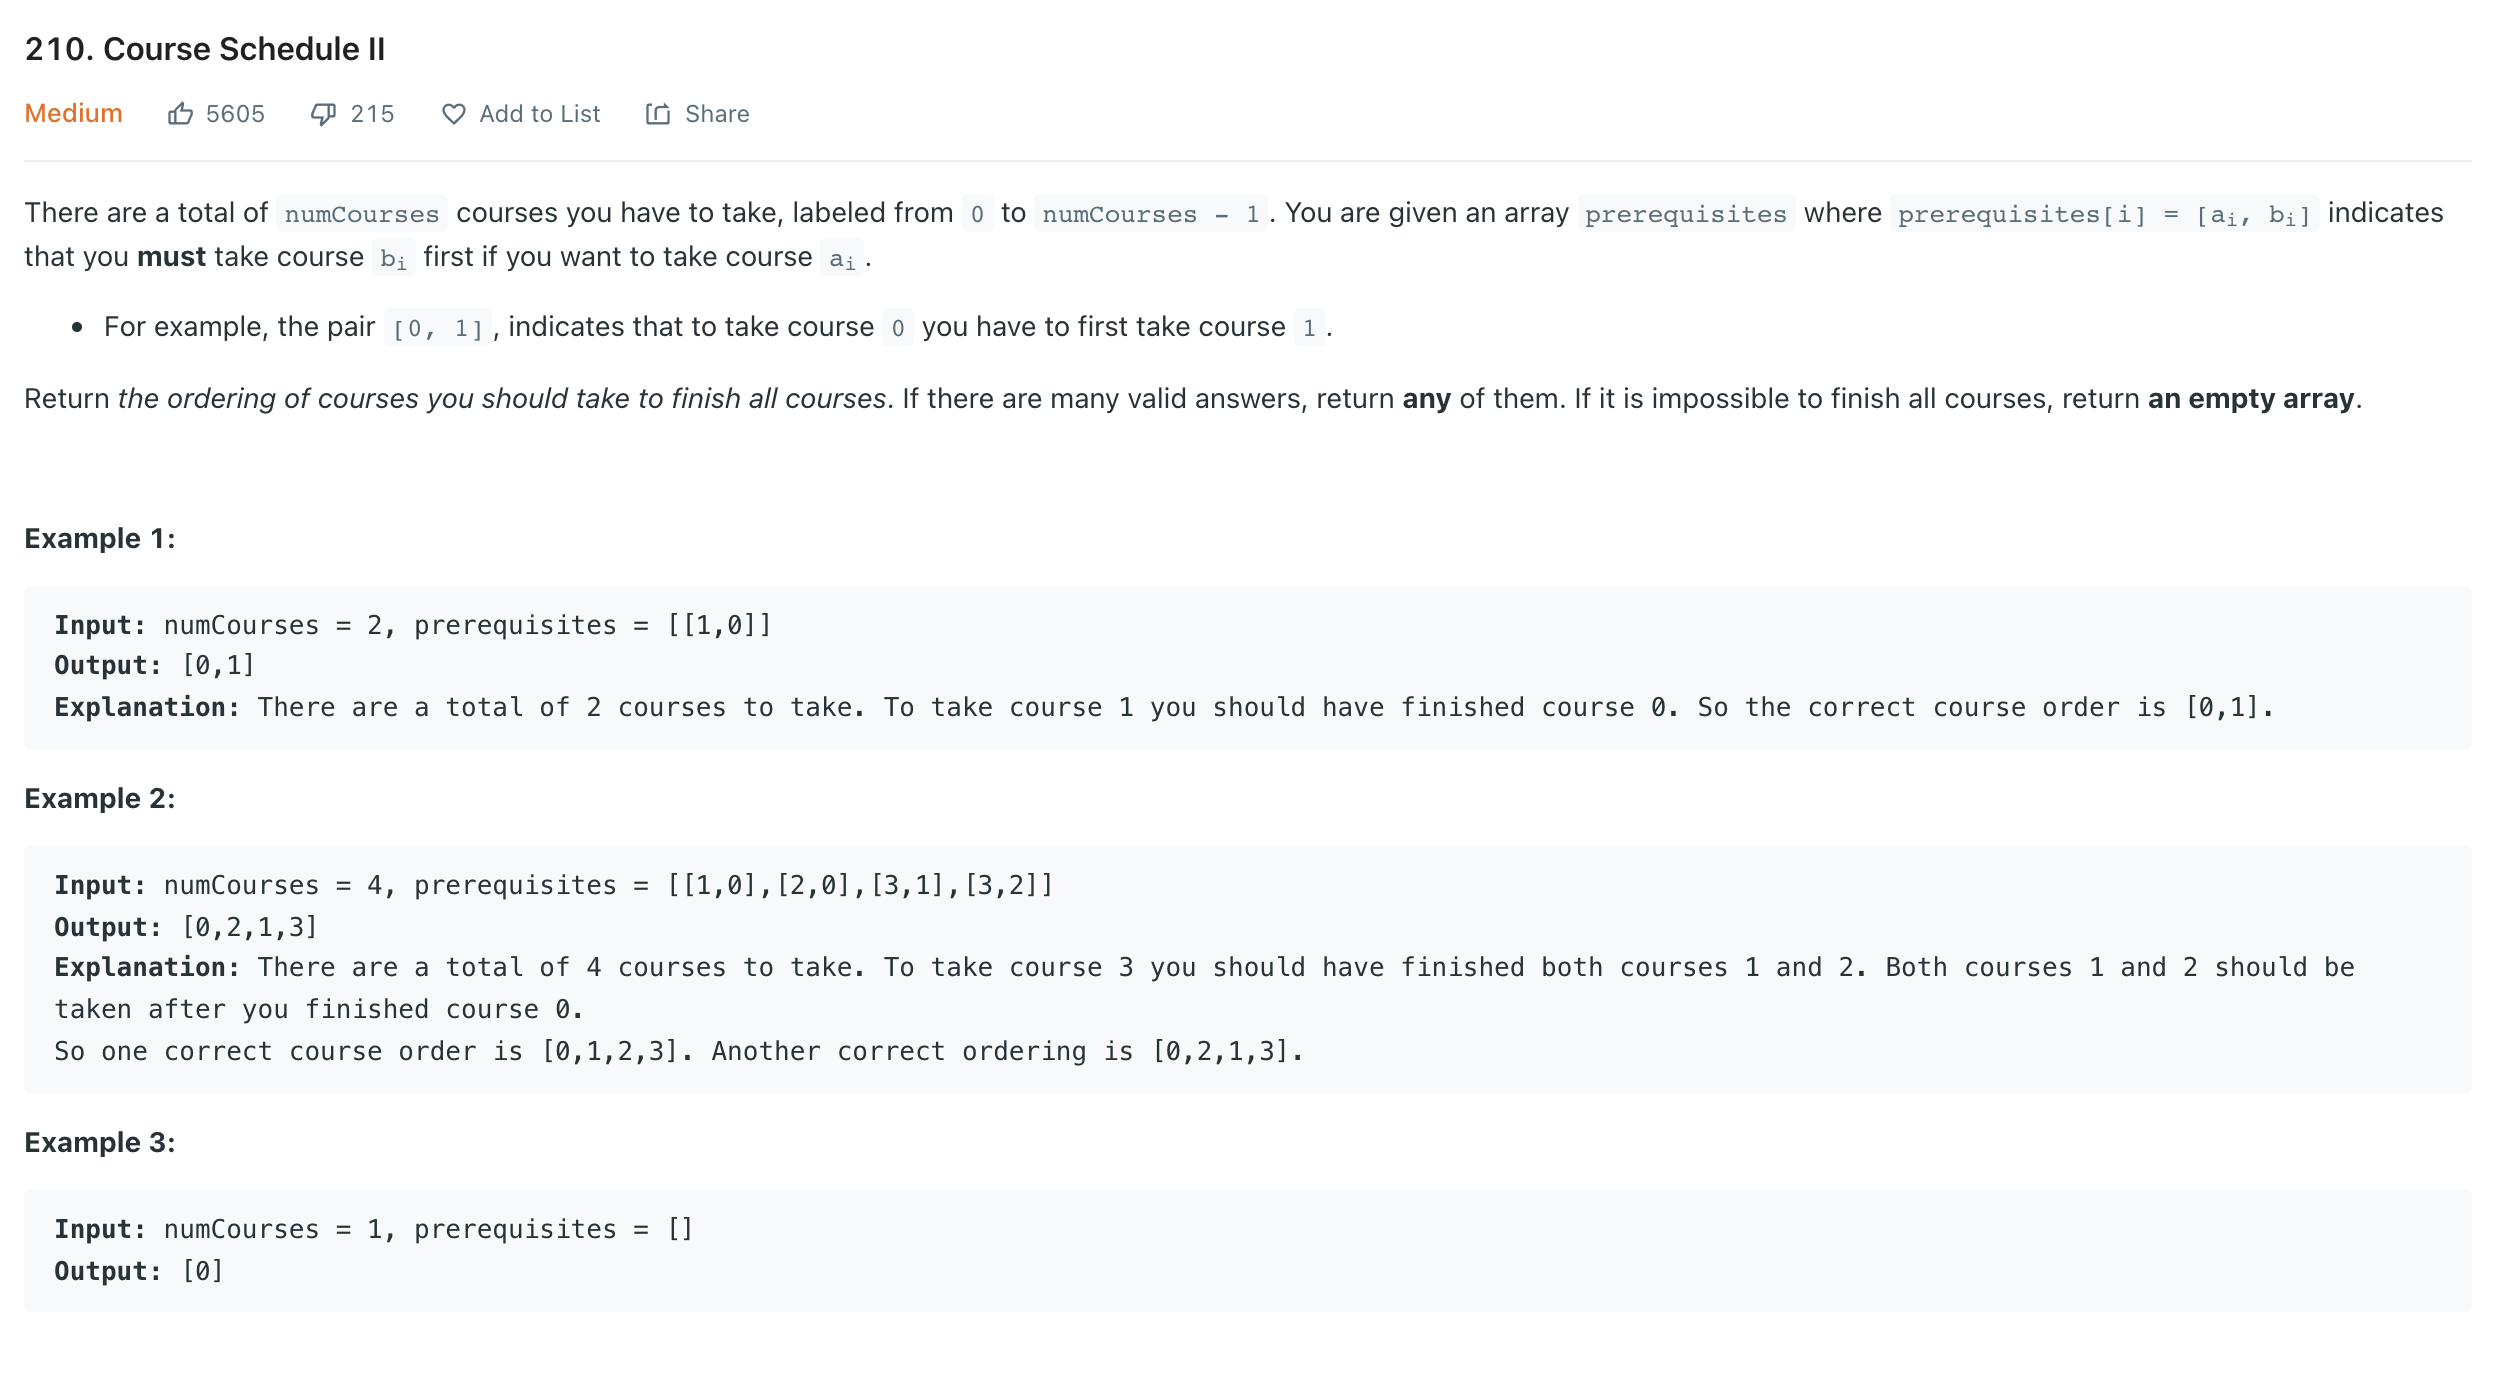 210. Course Schedule II
Medium 5605 215 Add to List Share
There are a total of numCourses courses you have to take, labeled from 0 to numCourses - 1. You are given an array prerequisites where prerequisites[i] = [ai, bi] indicates
that you must take course bi first if you want to take course ai.
• For example, the pair [0, 1], indicates that to take course 0 you have to first take course 1.
Return the ordering of courses you should take to finish all courses. If there are many valid answers, return any of them. If it is impossible to finish all courses, return an empty array.
Example 1:
Input: numCourses = 2, prerequisites = [[1,0]]
Output: [0,1]
Explanation: There are a total of 2 courses to take. To take course 1 you should have finished course 0. So the correct course order is [0,1].
Example 2:
Input: numCourses = 4, prerequisites = [[1,0],[2,0],[3,1],[3,2]]
Output: [0,2,1,3]
Explanation: There are a total of 4 courses to take. To take course 3 you should have finished both courses 1 and 2. Both courses 1 and 2 should be
taken after you finished course 0.
So one correct course order is [0,1,2,3]. Another correct ordering is [0,2,1,3].
Example 3:
Input: numCourses = 1, prerequisites = []
Output: [0]